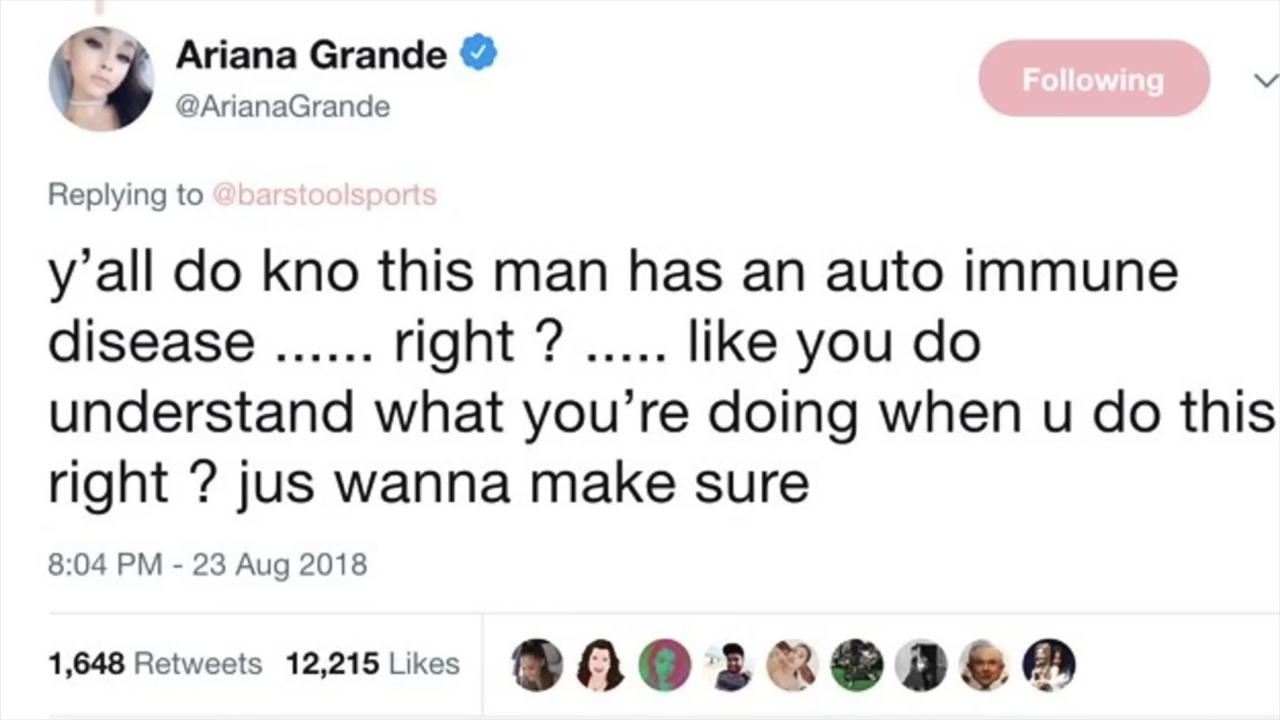 Ariana Grande
@ArianaGrande
Following
Replying to @barstoolsports
y’all do kno this man has an auto immune
disease ...... right ? ..... like you do
understand what you’re doing when u do this
right ? jus wanna make sure
8:04 PM - 23 Aug 2018
1,648 Retweets 12,215 Likes